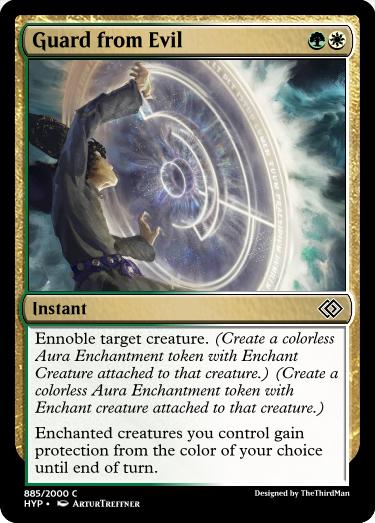 Guard from Evil
Instant
Ennoble target creature. (Create a colorless
Aura Enchantment token with Enchant
Creature attached to that creature.) (Create a
colorless Aura Enchantment token with
Enchant creature attached to that creature.)
Enchanted creatures you control gain
protection from the color of your choice
until end of turn.
885/2000 C
HYP • ArturTreffner
Designed by TheThirdMan